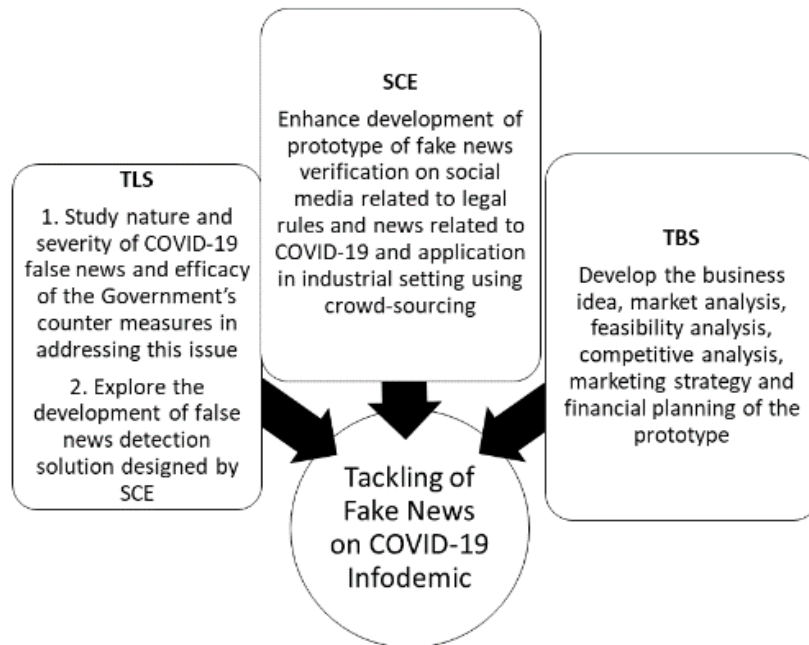 TLS
1. Study nature and
severity of COVID-19
false news and efficacy
of the Government's
counter measures in
addressing this issue
2. Explore the
development of false
news detection
solution designed by
SCE
SCE
Enhance development of
prototype of fake news
verification on social
media related to legal
rules and news related to
COVID-19 and application
in industrial setting using
crowd-sourcing
TBS
Develop the business
idea, market analysis,
feasibility analysis,
competitive analysis,
marketing strategy and
financial planning of the
prototype
Tackling of
Fake News
on COVID-19
Infodemic